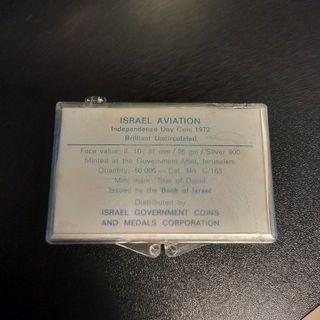 ISRAEL AVIATION
Independence Day Coin 1972
Brilliant Uncirculated
Face value: IL 10 / 37 mm / 26 gm / Silver 900
Minted at the Government Mint, Jerusalem
Quantity: 50,000 — Cat. No. C/163
Mint mark: Star of David
Issued by the Bank of Israel
Distributed by
ISRAEL GOVERNMENT COINS
AND MEDALS CORPORATION